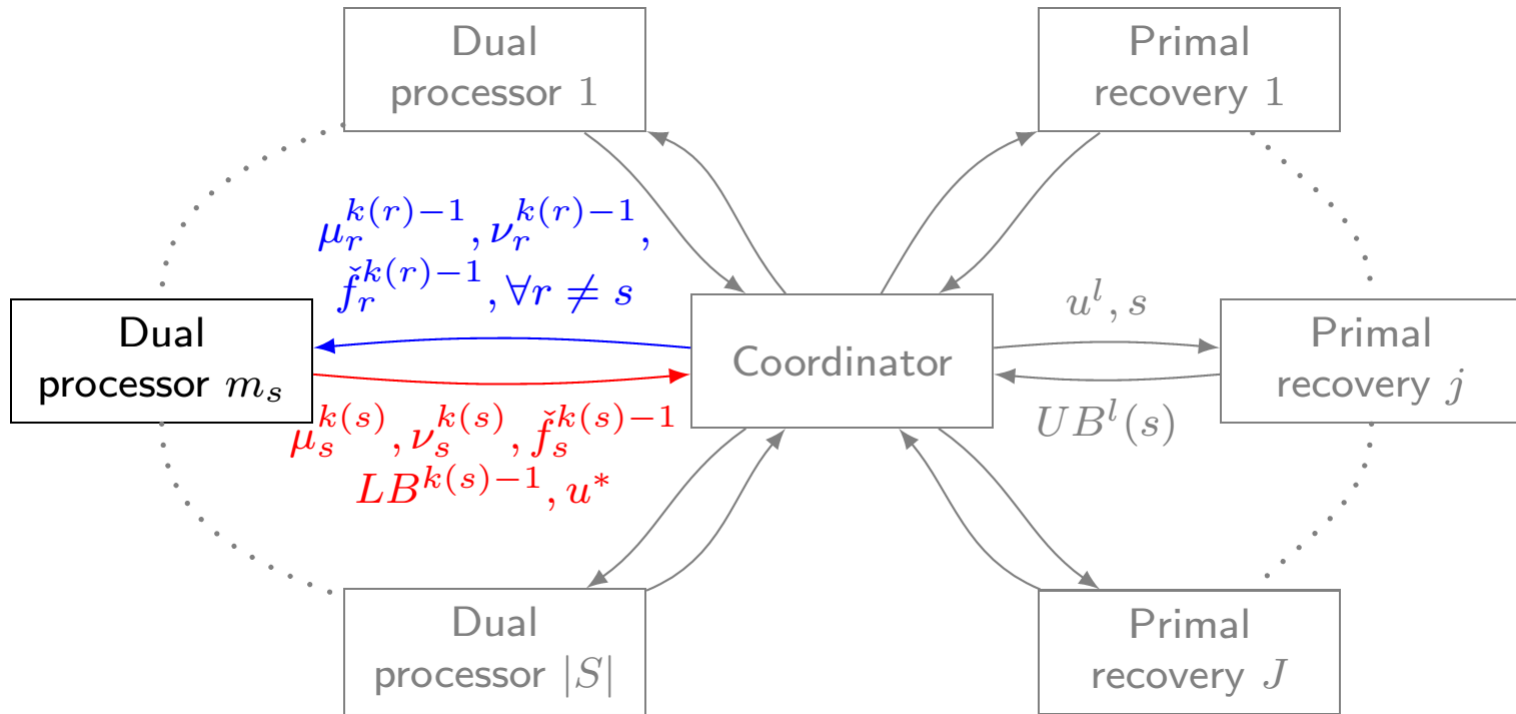 Dual
processor 1
Primal
recovery 1
μ_r^{k(r)−1}, ν_r^{k(r)−1},
f̌_r^{k(r)−1}, ∀r ≠ s
Dual
processor m_s
Coordinator
u^l, s
UB^l(s)
Primal
recovery j
μ_s^{k(s)}, ν_s^{k(s)}, f̌_s^{k(s)−1}
LB^{k(s)−1}, u*
Dual
processor |S|
Primal
recovery J